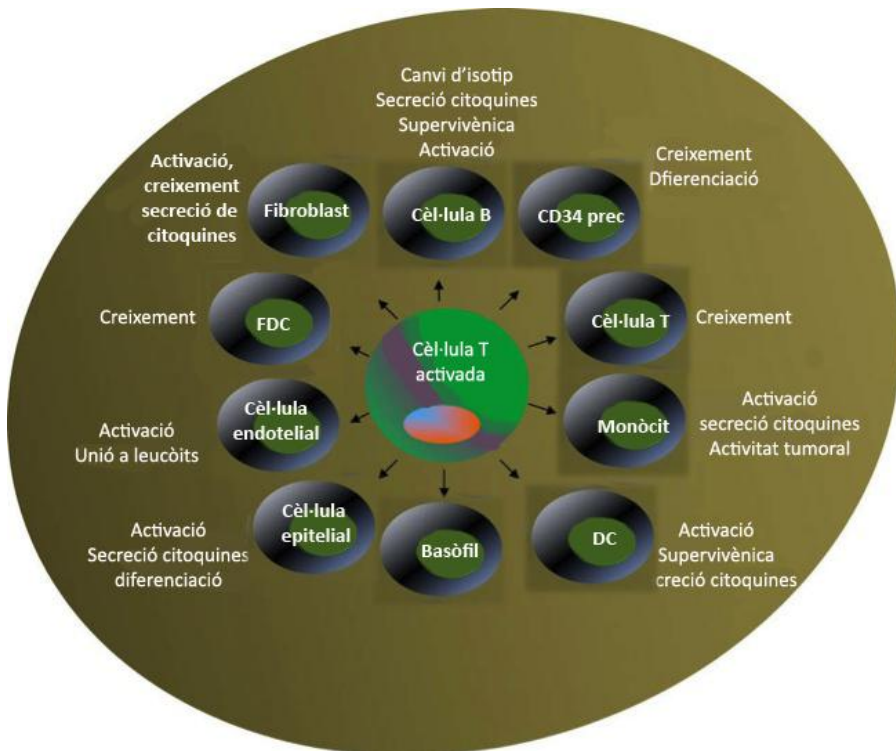 Canvi d'isotip
Secreció citoquines
Supervivènica
Activació
Activació,
creixement
secreció de
citoquines
Fibroblast
Cèl·lula B
CD34 prec
Creixement
Dfierenciació
Creixement
FDC
Cèl·lula T
activada
Cèl·lula T
Creixement
Activació
Unió a leucòits
Cèl·lula
endotelial
Monòcit
Activació
secreció citoquines
Activitat tumoral
Activació
Secreció citoquines
diferenciació
Cèl·lula
epitelial
Basòfil
DC
Activació
Supervivènica
creció citoquines